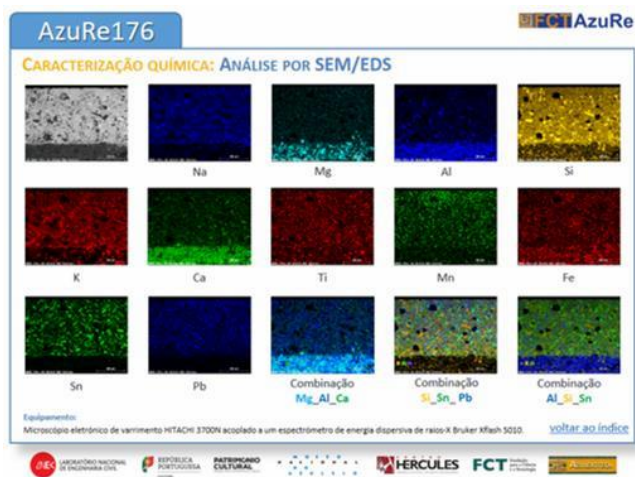 AzuRe176
FCT AzuRe
CARACTERIZAÇÃO QUÍMICA: ANÁLISE POR SEM/EDS
Na
Mg
Al
Si
K
Ca
Ti
Mn
Fe
Sn
Pb
Combinação
Mg_Al_Ca
Combinação
Si_Sn_Pb
Combinação
Al_Si_Sn
Equipamento:
Microscópio eletrónico de varrimento HITACHI 3700N acoplado a um espectrómetro de energia dispersiva de raios-X Bruker Xflash 5010.
voltar ao índice
LABORATÓRIO NACIONAL
DE ENGENHARIA CIVIL
REPÚBLICA
PORTUGUESA
PATRIMÓNIO
CULTURAL
HERCULES
FCT